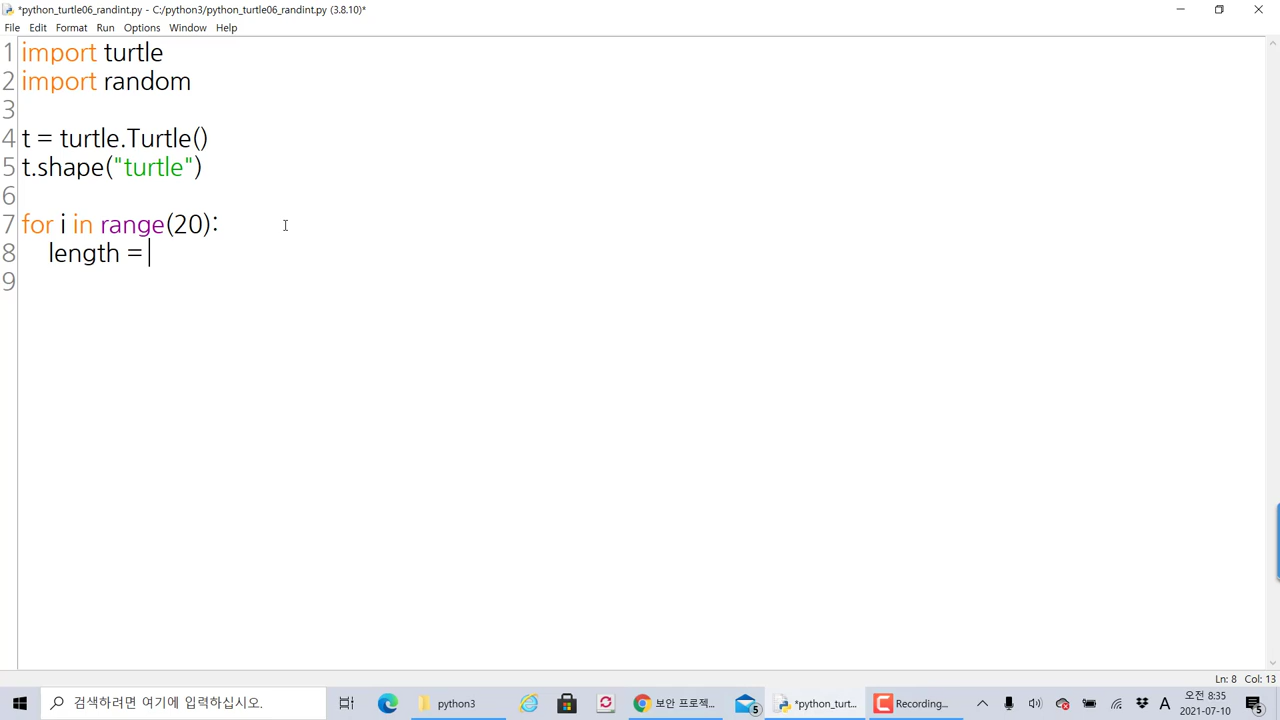 *python_turtle06_randint.py - C:/python3/python_turtle06_randint.py (3.8.10)*
File Edit Format Run Options Window Help
1 import turtle
2 import random
3
4 t = turtle.Turtle()
5 t.shape("turtle")
6
7 for i in range(20):
8     length =
9
Ln: 8 Col: 13
검색하려면 여기에 입력하십시오.
python3
보안 프로젝...
5
*python_turt...
Recording...
A
오전 8:35
2021-07-10
5